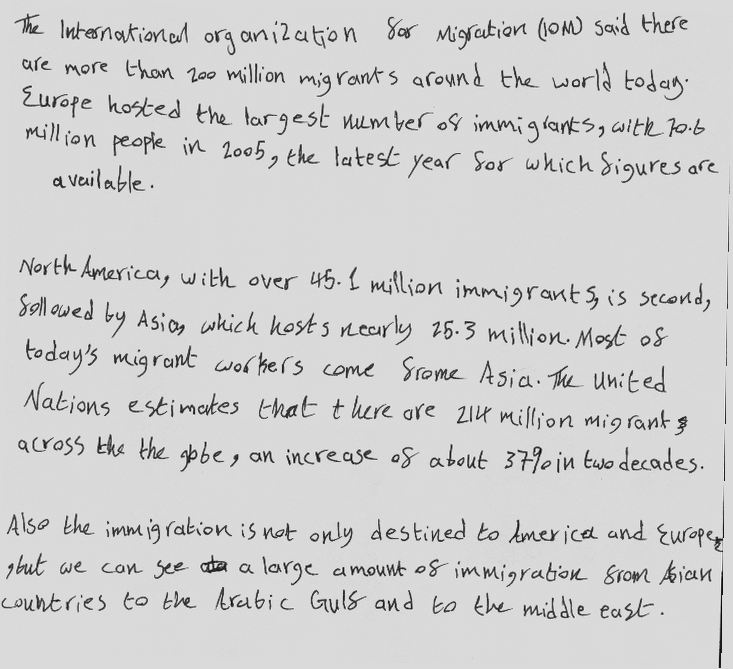 The International organization for Migration (IOM) said there
are more than 200 million migrants around the world today.
Europe hosted the largest number of immigrants, with 70.6
million people in 2005, the latest year for which figures are
available.
North America, with over 45.1 million immigrants, is second,
followed by Asia, which hosts nearly 25.3 million. Most of
today's migrant workers come frome Asia. The United
Nations estimates that there are 214 million migrants
across the the globe, an increase of about 37% in two decades.
Also the immigration is not only destined to America and Europe,
,but we can see a large amount of immigration from Asian
countries to the Arabic Gulf and to the middle east.